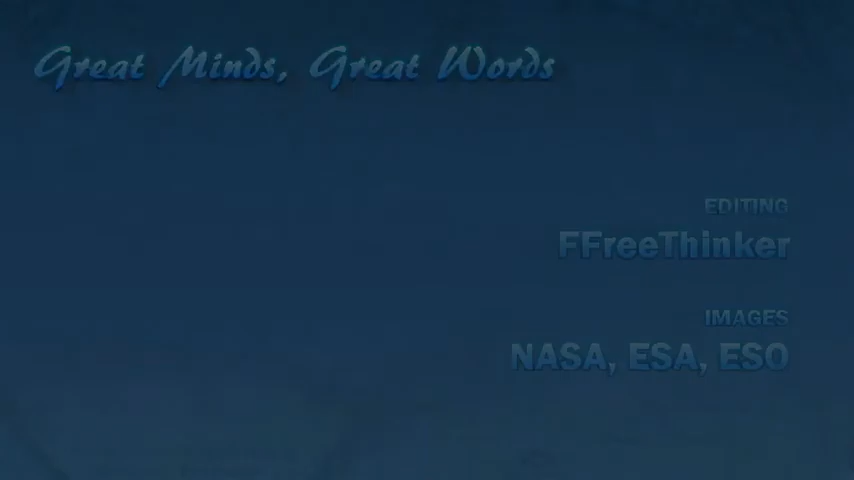 Great Minds, Great Words
EDITING
FFreeThinker
IMAGES
NASA, ESA, ESO